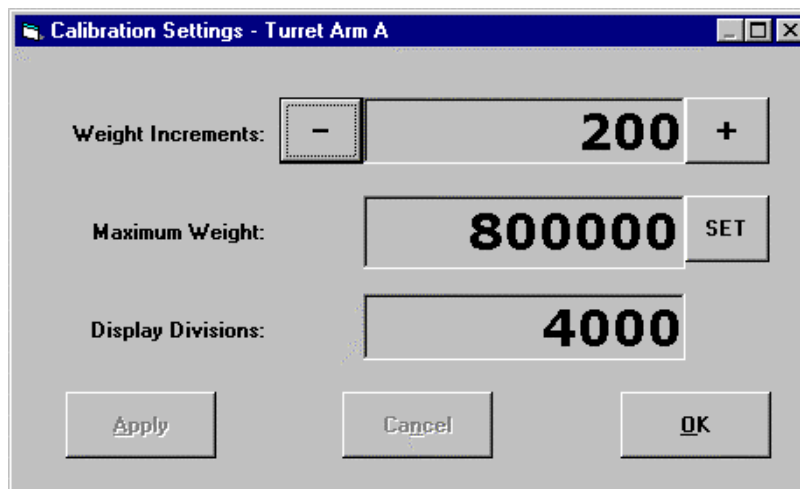 Calibration Settings - Turret Arm A
Weight Increments: - 200 +
Maximum Weight: 800000 SET
Display Divisions: 4000
Apply Cancel OK